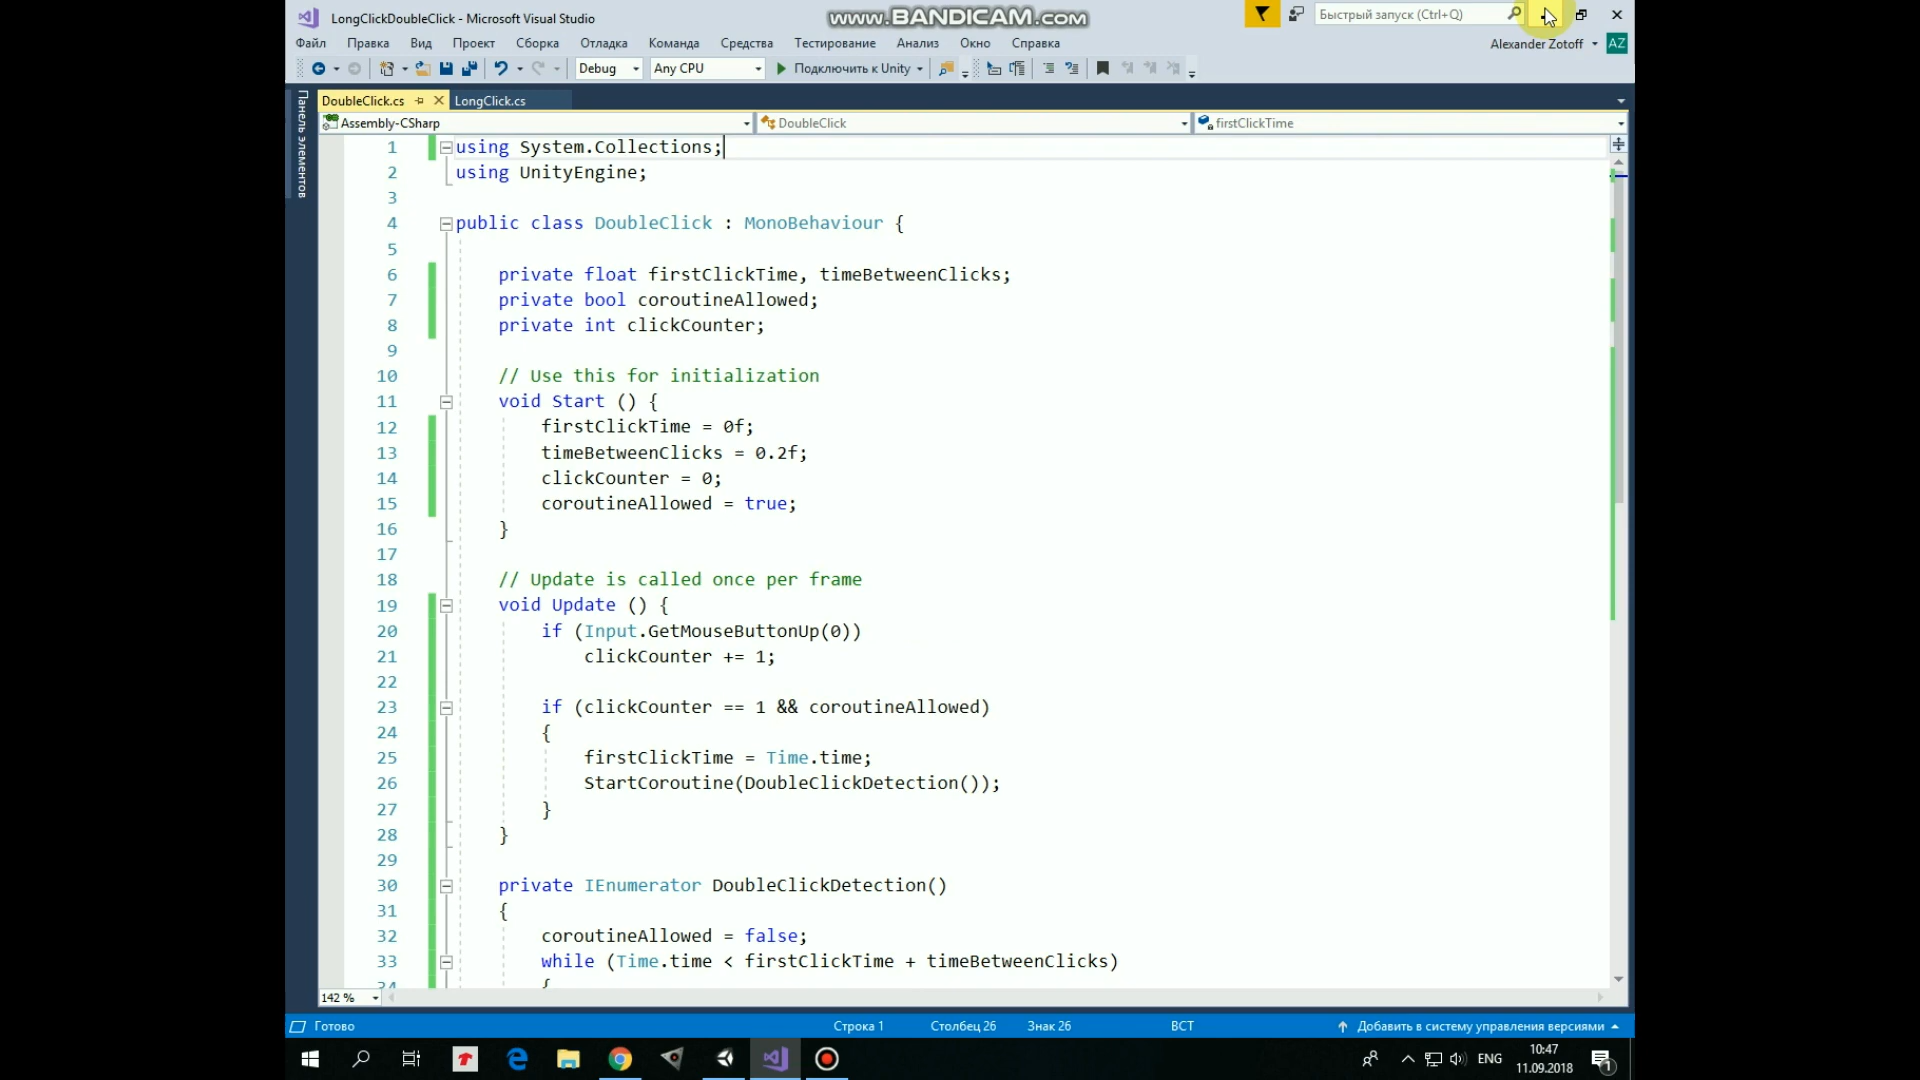 LongClickDoubleClick - Microsoft Visual Studio
www.BANDICAM.com
Быстрый запуск (Ctrl+Q)
Файл Правка Вид Проект Сборка Отладка Команда Средства Тестирование Анализ Окно Справка
Alexander Zotoff AZ
Debug Any CPU Подключить к Unity
Панель элементов
DoubleClick.cs LongClick.cs
Assembly-CSharp DoubleClick firstClickTime
1 using System.Collections;
2 using UnityEngine;
3
4 public class DoubleClick : MonoBehaviour {
5
6 private float firstClickTime, timeBetweenClicks;
7 private bool coroutineAllowed;
8 private int clickCounter;
9
10 // Use this for initialization
11 void Start () {
12 firstClickTime = 0f;
13 timeBetweenClicks = 0.2f;
14 clickCounter = 0;
15 coroutineAllowed = true;
16 }
17
18 // Update is called once per frame
19 void Update () {
20 if (Input.GetMouseButtonUp(0))
21 clickCounter += 1;
22
23 if (clickCounter == 1 && coroutineAllowed)
24 {
25 firstClickTime = Time.time;
26 StartCoroutine(DoubleClickDetection());
27 }
28 }
29
30 private IEnumerator DoubleClickDetection()
31 {
32 coroutineAllowed = false;
33 while (Time.time < firstClickTime + timeBetweenClicks)
34 {
142 %
Готово Строка 1 Столбец 26 Знак 26 ВСТ Добавить в систему управления версиями
ENG 10:47
11.09.2018 1